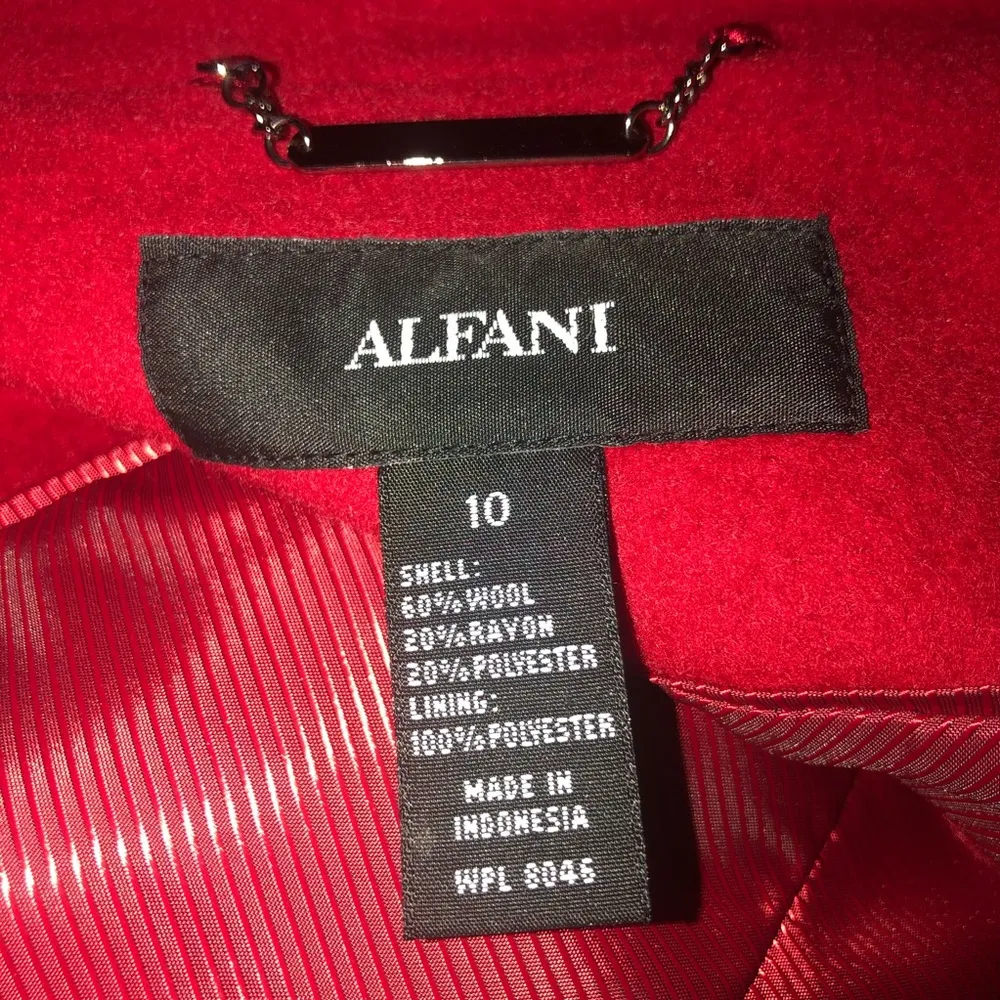 ALFANI
10
SHELL:
60% WOOL
20% RAYON
20% POLYESTER
LINING:
100% POLYESTER
MADE IN
INDONESIA
WPL 8046